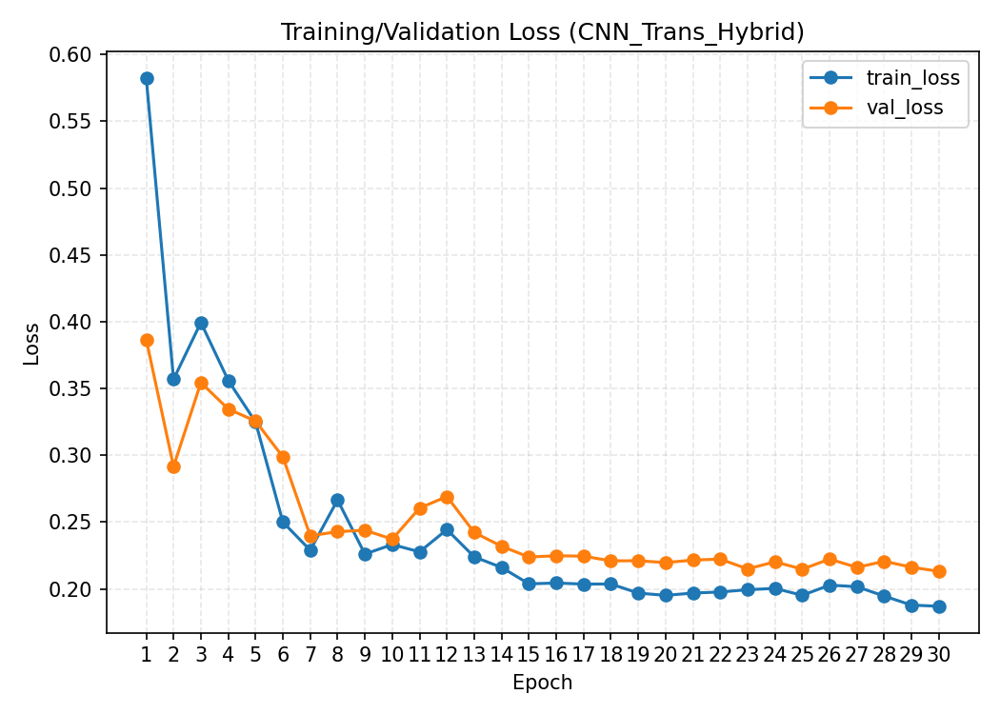 Training/Validation Loss (CNN_Trans_Hybrid)
train_loss
val_loss
0.60
0.55
0.50
0.45
0.40
0.35
0.30
0.25
0.20
Loss
1 2 3 4 5 6 7 8 9 10 11 12 13 14 15 16 17 18 19 20 21 22 23 24 25 26 27 28 29 30
Epoch